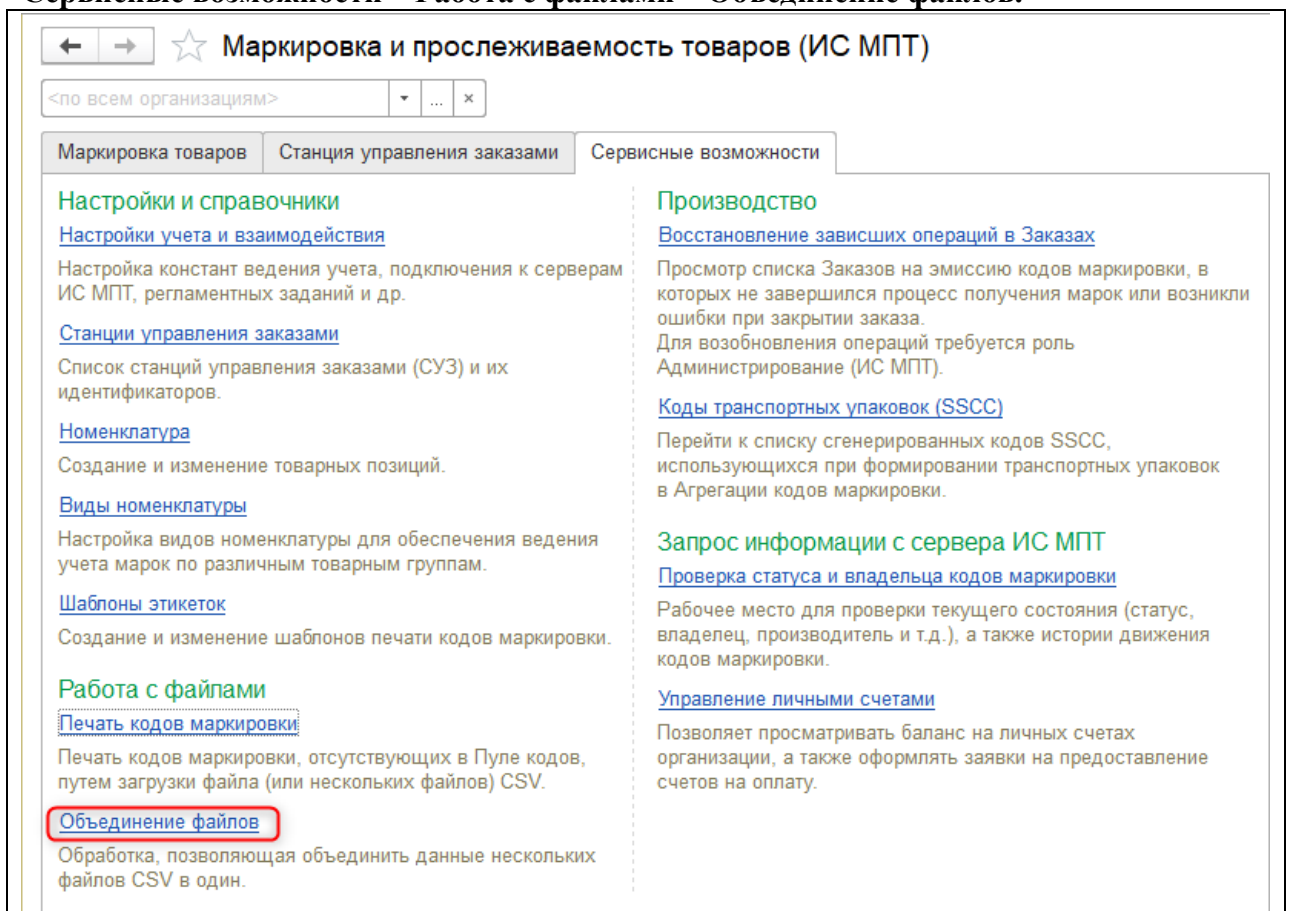 Сервисные возможности – Работа с файлами – Объединение файлов.
Маркировка и прослеживаемость товаров (ИС МПТ)
<по всем организациям>
...
×
Маркировка товаров
Станция управления заказами
Сервисные возможности
Настройки и справочники
Настройки учета и взаимодействия
Настройка констант ведения учета, подключения к серверам
ИС МПТ, регламентных заданий и др.
Станции управления заказами
Список станций управления заказами (СУЗ) и их
идентификаторов.
Номенклатура
Создание и изменение товарных позиций.
Виды номенклатуры
Настройка видов номенклатуры для обеспечения ведения
учета марок по различным товарным группам.
Шаблоны этикеток
Создание и изменение шаблонов печати кодов маркировки.
Работа с файлами
Печать кодов маркировки
Печать кодов маркировки, отсутствующих в Пуле кодов,
путем загрузки файла (или нескольких файлов) CSV.
Объединение файлов
Обработка, позволяющая объединить данные нескольких
файлов CSV в один.
Производство
Восстановление зависших операций в Заказах
Просмотр списка Заказов на эмиссию кодов маркировки, в
которых не завершился процесс получения марок или возникли
ошибки при закрытии заказа.
Для возобновления операций требуется роль
Администрирование (ИС МПТ).
Коды транспортных упаковок (SSCC)
Перейти к списку сгенерированных кодов SSCC,
использующихся при формировании транспортных упаковок
в Агрегации кодов маркировки.
Запрос информации с сервера ИС МПТ
Проверка статуса и владельца кодов маркировки
Рабочее место для проверки текущего состояния (статус,
владелец, производитель и т.д.), а также истории движения
кодов маркировки.
Управление личными счетами
Позволяет просматривать баланс на личных счетах
организации, а также оформлять заявки на предоставление
счетов на оплату.